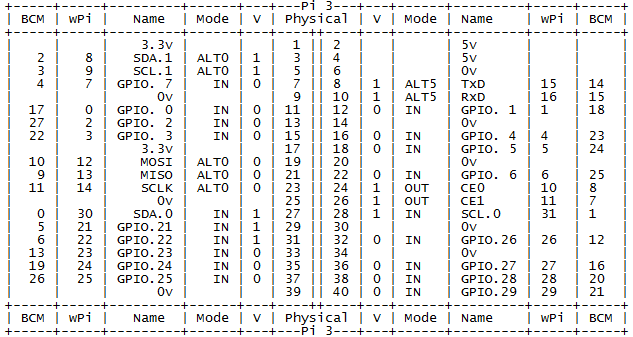 +-----+-----+---------+------+---+---Pi 3---+---+------+---------+-----+-----+
| BCM | wPi |   Name  | Mode | V | Physical | V | Mode | Name    | wPi | BCM |
+-----+-----+---------+------+---+----++----+---+------+---------+-----+-----+
|     |     |    3.3v |      |   |  1 || 2  |   |      | 5v      |     |     |
|   2 |   8 |   SDA.1 | ALT0 | 1 |  3 || 4  |   |      | 5v      |     |     |
|   3 |   9 |   SCL.1 | ALT0 | 1 |  5 || 6  |   |      | 0v      |     |     |
|   4 |   7 | GPIO. 7 |   IN | 0 |  7 || 8  | 1 | ALT5 | TxD     | 15  | 14  |
|     |     |      0v |      |   |  9 || 10 | 1 | ALT5 | RxD     | 16  | 15  |
|  17 |   0 | GPIO. 0 |   IN | 0 | 11 || 12 | 0 | IN   | GPIO. 1 | 1   | 18  |
|  27 |   2 | GPIO. 2 |   IN | 0 | 13 || 14 |   |      | 0v      |     |     |
|  22 |   3 | GPIO. 3 |   IN | 0 | 15 || 16 | 0 | IN   | GPIO. 4 | 4   | 23  |
|     |     |    3.3v |      |   | 17 || 18 | 0 | IN   | GPIO. 5 | 5   | 24  |
|  10 |  12 |    MOSI | ALT0 | 0 | 19 || 20 |   |      | 0v      |     |     |
|   9 |  13 |    MISO | ALT0 | 0 | 21 || 22 | 0 | IN   | GPIO. 6 | 6   | 25  |
|  11 |  14 |    SCLK | ALT0 | 0 | 23 || 24 | 1 | OUT  | CE0     | 10  | 8   |
|     |     |      0v |      |   | 25 || 26 | 1 | OUT  | CE1     | 11  | 7   |
|   0 |  30 |   SDA.0 |   IN | 1 | 27 || 28 | 1 | IN   | SCL.0   | 31  | 1   |
|   5 |  21 | GPIO.21 |   IN | 1 | 29 || 30 |   |      | 0v      |     |     |
|   6 |  22 | GPIO.22 |   IN | 1 | 31 || 32 | 0 | IN   | GPIO.26 | 26  | 12  |
|  13 |  23 | GPIO.23 |   IN | 0 | 33 || 34 |   |      | 0v      |     |     |
|  19 |  24 | GPIO.24 |   IN | 0 | 35 || 36 | 0 | IN   | GPIO.27 | 27  | 16  |
|  26 |  25 | GPIO.25 |   IN | 0 | 37 || 38 | 0 | IN   | GPIO.28 | 28  | 20  |
|     |     |      0v |      |   | 39 || 40 | 0 | IN   | GPIO.29 | 29  | 21  |
+-----+-----+---------+------+---+----++----+---+------+---------+-----+-----+
| BCM | wPi |   Name  | Mode | V | Physical | V | Mode | Name    | wPi | BCM |
+-----+-----+---------+------+---+---Pi 3---+---+------+---------+-----+-----+